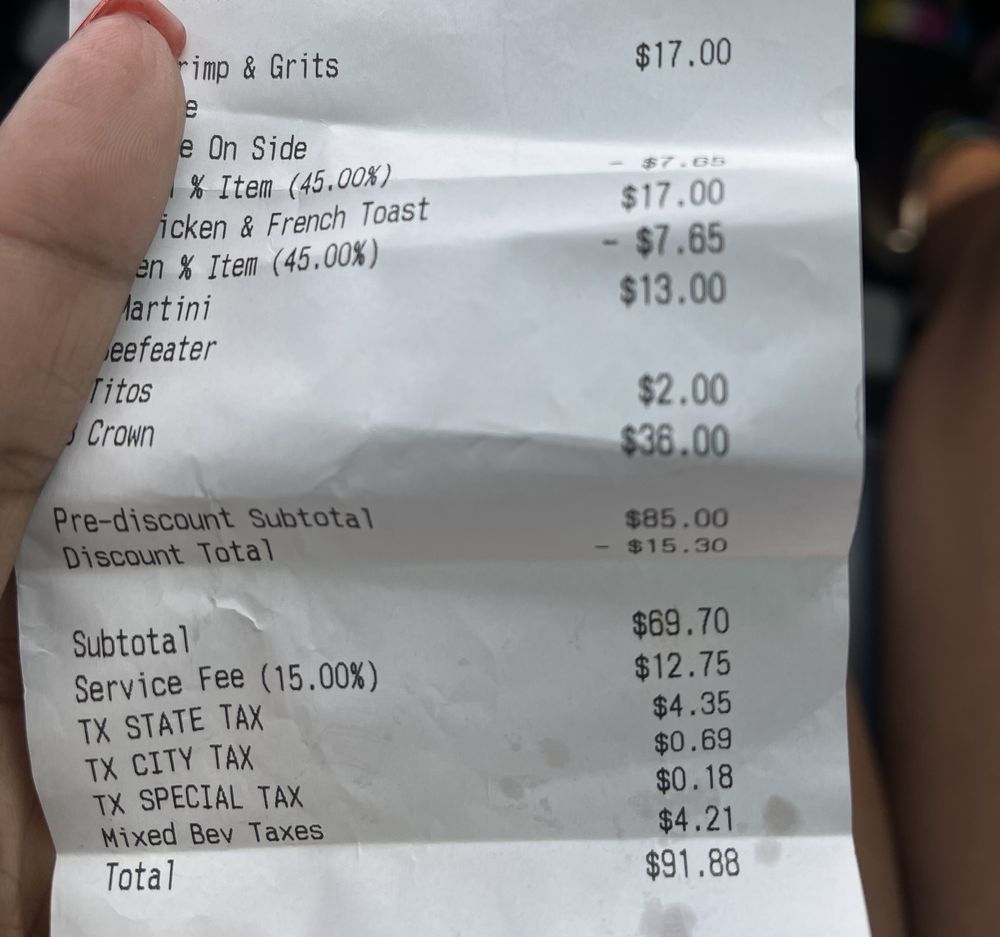 rimp & Grits $17.00
e
e On Side
% Item (45.00%) - $7.65
icken & French Toast $17.00
en % Item (45.00%) - $7.65
Martini $13.00
eefeater
Titos $2.00
3 Crown $36.00
Pre-discount Subtotal $85.00
Discount Total - $15.30
Subtotal $69.70
Service Fee (15.00%) $12.75
TX STATE TAX $4.35
TX CITY TAX $0.69
TX SPECIAL TAX $0.18
Mixed Bev Taxes $4.21
Total $91.88